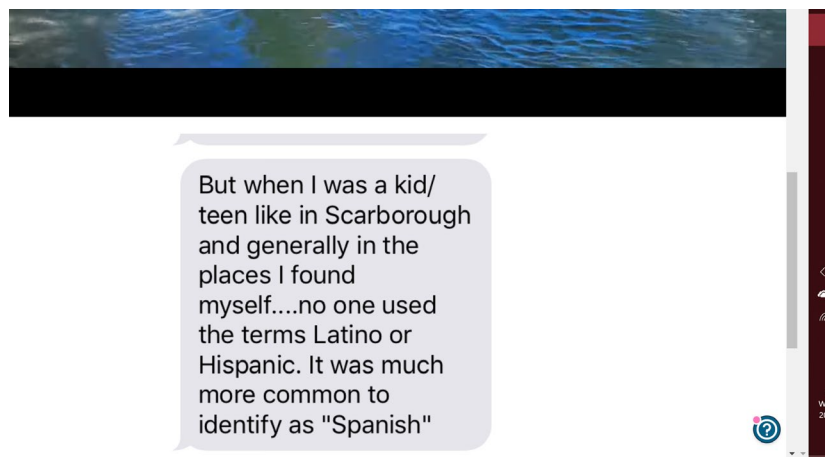 But when I was a kid/
teen like in Scarborough
and generally in the
places I found
myself....no one used
the terms Latino or
Hispanic. It was much
more common to
identify as "Spanish"
?